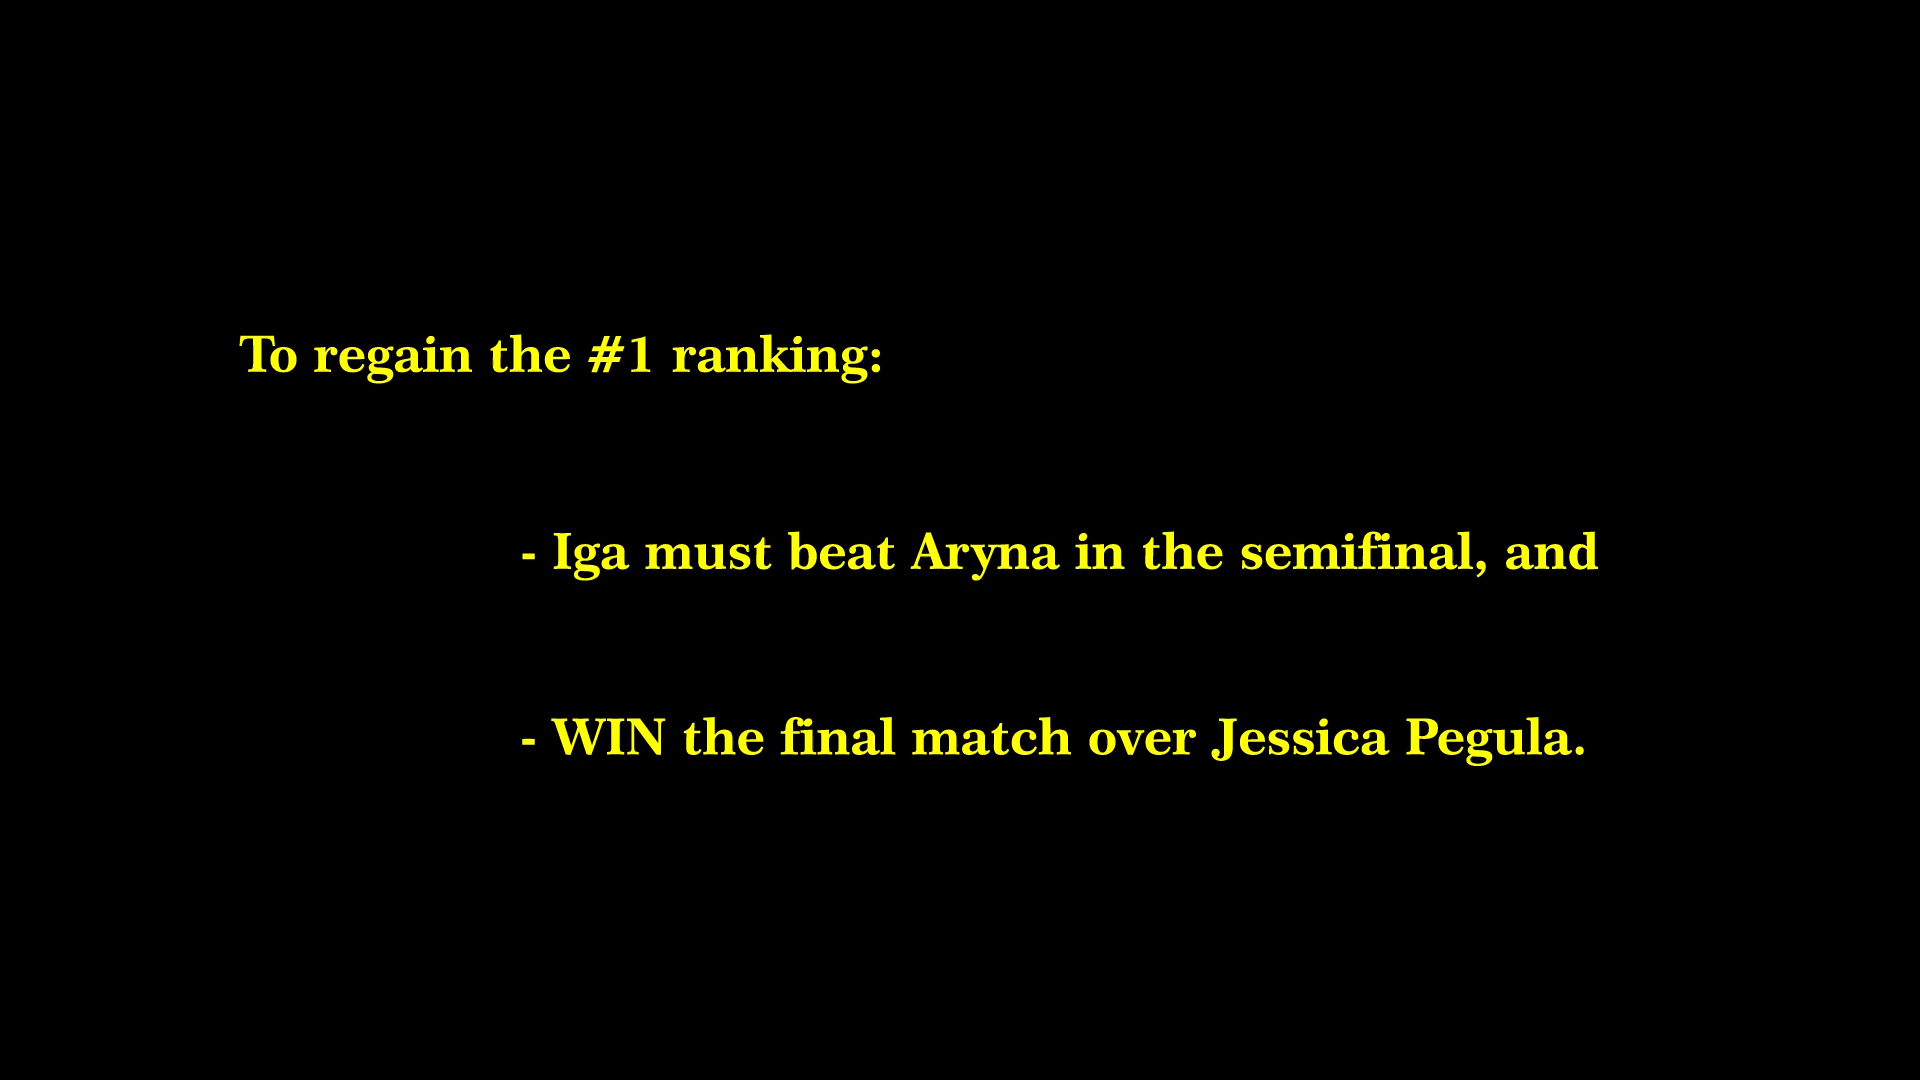 To regain the #1 ranking:
- Iga must beat Aryna in the semifinal, and
- WIN the final match over Jessica Pegula.